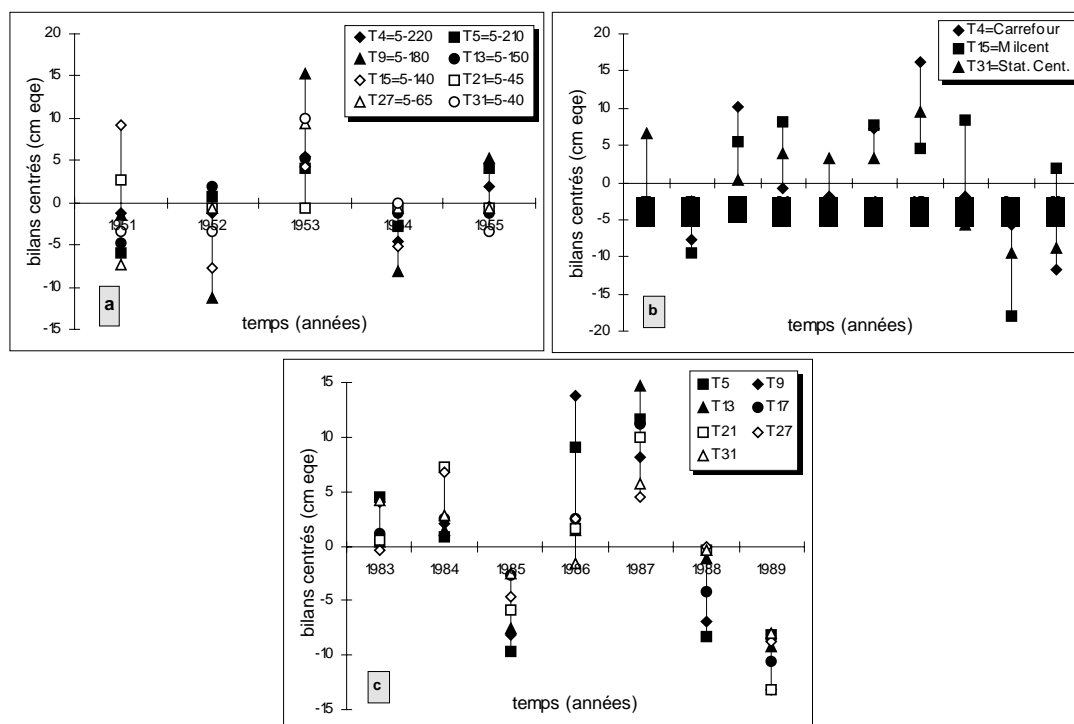 bilans centrés (cm eqe)
20
15
10
5
0
-5
-10
-15
T4=5-220 T5=5-210
T9=5-180 T13=5-150
T15=5-140 T21=5-45
T27=5-65 T31=5-40
1951 1952 1953 1954 1955
a
temps (années)
bilans centrés (cm eqe)
20
15
10
5
0
-5
-10
-15
-20
T4=Carrefour
T15=Milcent
T31=Stat. Cent.
b
temps (années)
bilans centrés (cm eqe)
15
10
5
0
-5
-10
-15
T5 T9
T13 T17
T21 T27
T31
1983 1984 1985 1986 1987 1988 1989
c
temps (années)